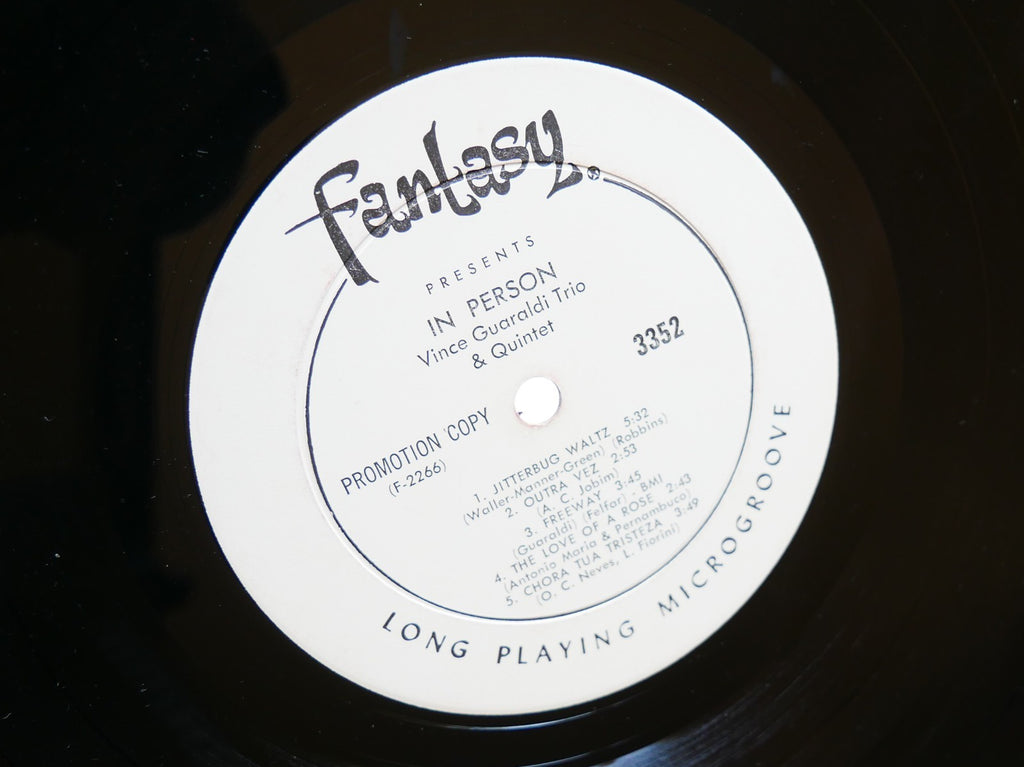 Fantasy
PRESENTS
IN PERSON
Vince Guaraldi Trio
& Quintet
3352
PROMOTION COPY
(F-2266)
1. JITTERBUG WALTZ 5:32
(Waller-Manner-Green) (Robbins)
2. OUTRA VEZ 2:53
(A. C. Jobim)
3. FREEWAY 3:45
(Guaraldi) (Felfar) - BMI
4. THE LOVE OF A ROSE 2:43
(Antonio Maria & Pernambuco)
5. CHORA TUA TRISTEZA 3:49
(O. C. Neves, L. Fiorini)
LONG PLAYING MICROGROOVE